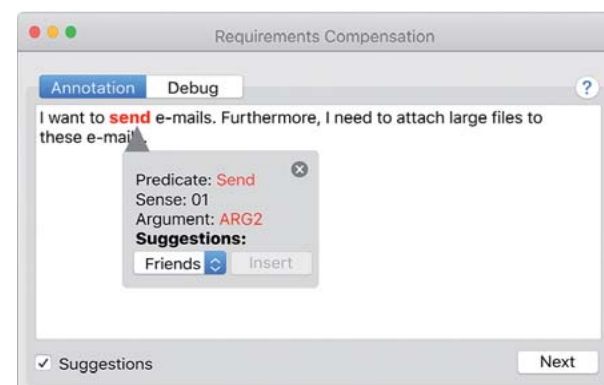 Requirements Compensation
Annotation Debug
?
I want to send e-mails. Furthermore, I need to attach large files to
these e-mail .
Predicate: Send
Sense: 01
Argument: ARG2
Suggestions:
Friends Insert
Suggestions Next